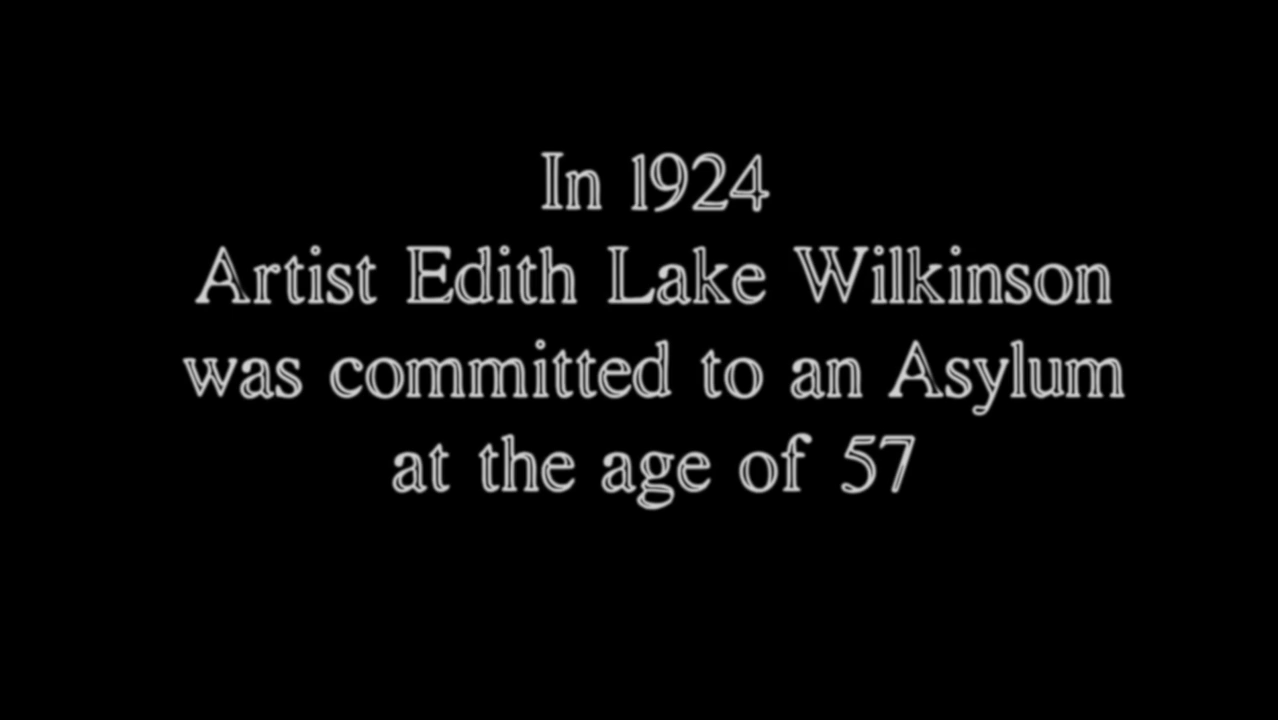 In 1924
Artist Edith Lake Wilkinson
was committed to an Asylum
at the age of 57